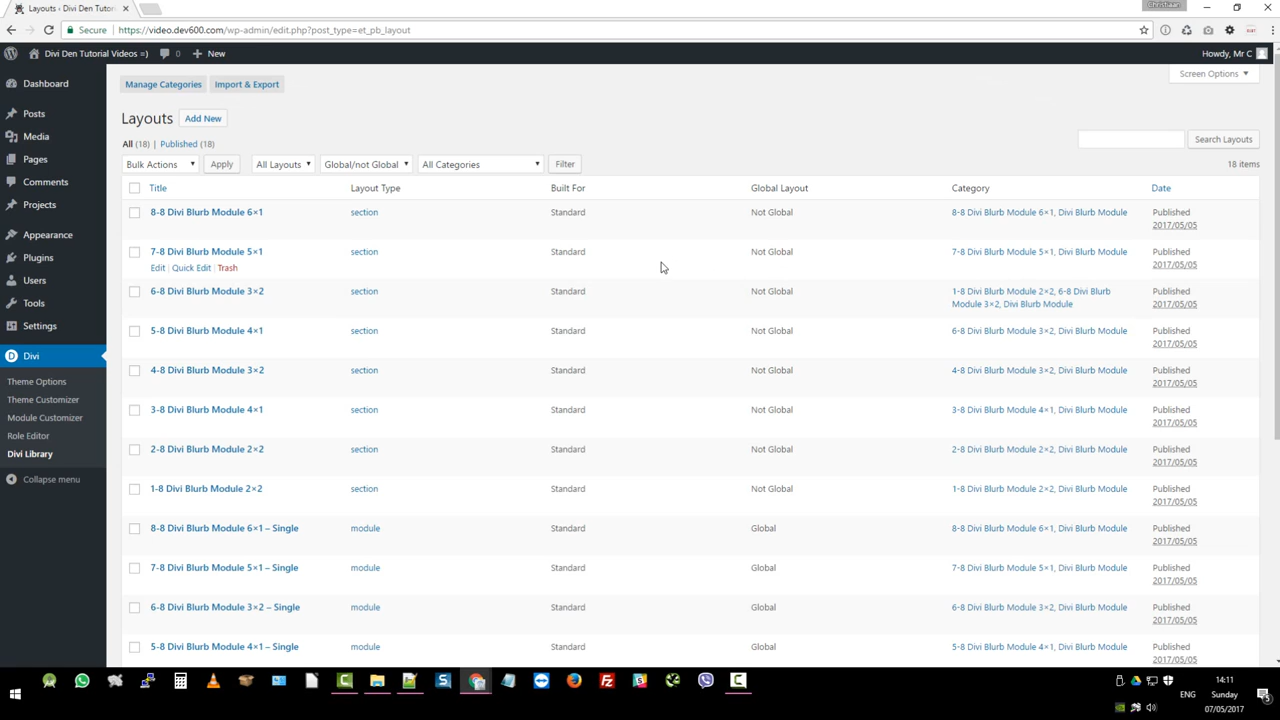 Layouts ‹ Divi Den Tutor
Christiaan
Secure
https://video.dev600.com/wp-admin/edit.php?post_type=et_pb_layout
Divi Den Tutorial Videos =)
0
New
Howdy, Mr C
Dashboard
Posts
Media
Pages
Comments
Projects
Appearance
Plugins
Users
Tools
Settings
Divi
Theme Options
Theme Customizer
Module Customizer
Role Editor
Divi Library
Collapse menu
Manage Categories
Import & Export
Screen Options
Layouts
Add New
All (18) | Published (18)
Search Layouts
Bulk Actions
Apply
All Layouts
Global/not Global
All Categories
Filter
18 items
Title Layout Type Built For Global Layout Category Date
8-8 Divi Blurb Module 6×1 section Standard Not Global 8-8 Divi Blurb Module 6×1, Divi Blurb Module Published
2017/05/05
7-8 Divi Blurb Module 5×1 section Standard Not Global 7-8 Divi Blurb Module 5×1, Divi Blurb Module Published
Edit | Quick Edit | Trash 2017/05/05
6-8 Divi Blurb Module 3×2 section Standard Not Global 1-8 Divi Blurb Module 2×2, 6-8 Divi Blurb Published
Module 3×2, Divi Blurb Module 2017/05/05
5-8 Divi Blurb Module 4×1 section Standard Not Global 6-8 Divi Blurb Module 3×2, Divi Blurb Module Published
2017/05/05
4-8 Divi Blurb Module 3×2 section Standard Not Global 4-8 Divi Blurb Module 3×2, Divi Blurb Module Published
2017/05/05
3-8 Divi Blurb Module 4×1 section Standard Not Global 3-8 Divi Blurb Module 4×1, Divi Blurb Module Published
2017/05/05
2-8 Divi Blurb Module 2×2 section Standard Not Global 2-8 Divi Blurb Module 2×2, Divi Blurb Module Published
2017/05/05
1-8 Divi Blurb Module 2×2 section Standard Not Global 1-8 Divi Blurb Module 2×2, Divi Blurb Module Published
2017/05/05
8-8 Divi Blurb Module 6×1 – Single module Standard Global 8-8 Divi Blurb Module 6×1, Divi Blurb Module Published
2017/05/05
7-8 Divi Blurb Module 5×1 – Single module Standard Global 7-8 Divi Blurb Module 5×1, Divi Blurb Module Published
2017/05/05
6-8 Divi Blurb Module 3×2 – Single module Standard Global 6-8 Divi Blurb Module 3×2, Divi Blurb Module Published
2017/05/05
5-8 Divi Blurb Module 4×1 – Single module Standard Global 5-8 Divi Blurb Module 4×1, Divi Blurb Module Published
2017/05/05
14:11
ENG
Sunday
07/05/2017